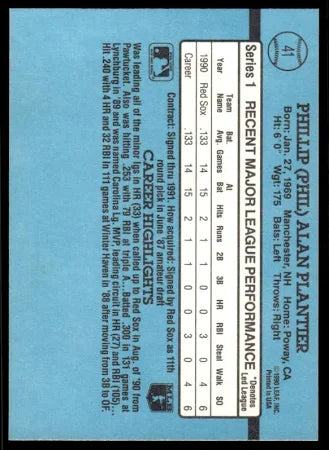 41
PHILLIP (PHIL) ALAN PLANTIER
Born: Jan. 27, 1969 Manchester, NH Home: Poway, CA
Ht: 6' 0" Wgt: 175 Bats: Left Throws: Right
© 1990 LEAF, INC.
PRINTED IN USA
Series 1 RECENT MAJOR LEAGUE PERFORMANCE *Denotes Led League
Year Team Name Bat. Avg. Games At Bat Hits Runs 2B 3B HR RBI Steal Walk SO
1990 Red Sox .133 14 15 2 1 1 0 0 3 0 4 6
Career .133 14 15 2 1 1 0 0 3 0 4 6
Contract: Signed thru 1991. How acquired: Signed by Red Sox as 11th
round pick in June '87 amateur draft
CAREER HIGHLIGHTS
Was leading all of the minor lgs in HR (33) when called up to Red Sox in Aug. of '90 from
Pawtucket. Also was hitting .253 with 79 RBI at Triple A... Batted .300 in 131 games at
Lynchburg in '89 and was named Carolina Lg. MVP, leading circuit in HR (27) and RBI (105)...
Hit .240 with 4 HR and 32 RBI in 111 games at Winter Haven in '88 after moving from 3B to OF.